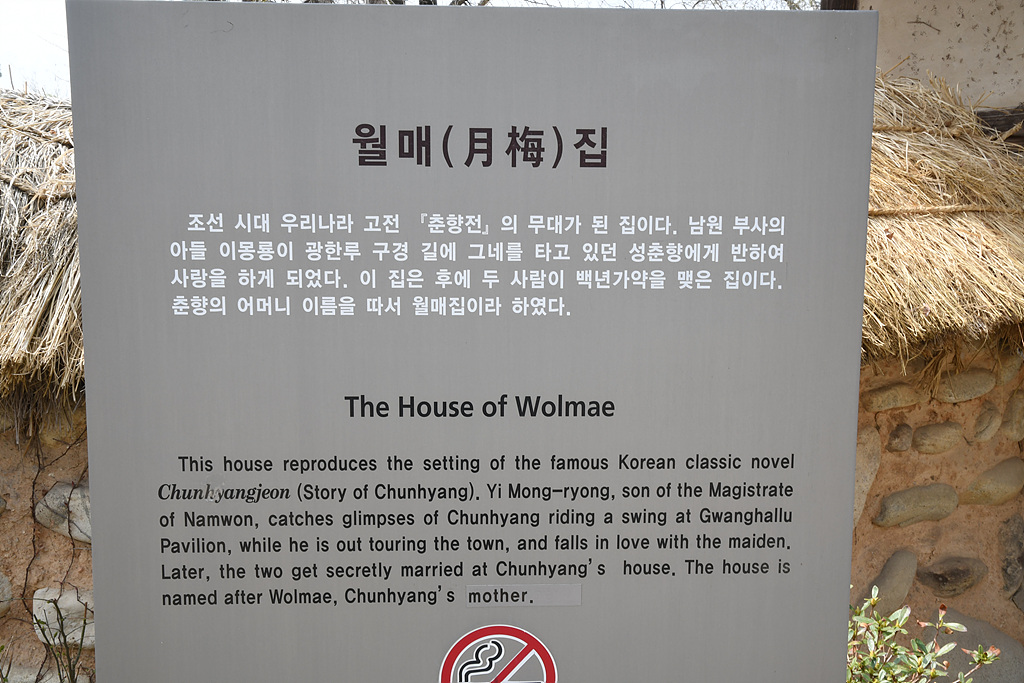 월매(月梅)집
조선 시대 우리나라 고전 『춘향전』의 무대가 된 집이다. 남원 부사의
아들 이몽룡이 광한루 구경 길에 그네를 타고 있던 성춘향에게 반하여
사랑을 하게 되었다. 이 집은 후에 두 사람이 백년가약을 맺은 집이다.
춘향의 어머니 이름을 따서 월매집이라 하였다.
The House of Wolmae
This house reproduces the setting of the famous Korean classic novel
Chunhyangjeon (Story of Chunhyang). Yi Mong-ryong, son of the Magistrate
of Namwon, catches glimpses of Chunhyang riding a swing at Gwanghallu
Pavilion, while he is out touring the town, and falls in love with the maiden.
Later, the two get secretly married at Chunhyang's house. The house is
named after Wolmae, Chunhyang's mother.